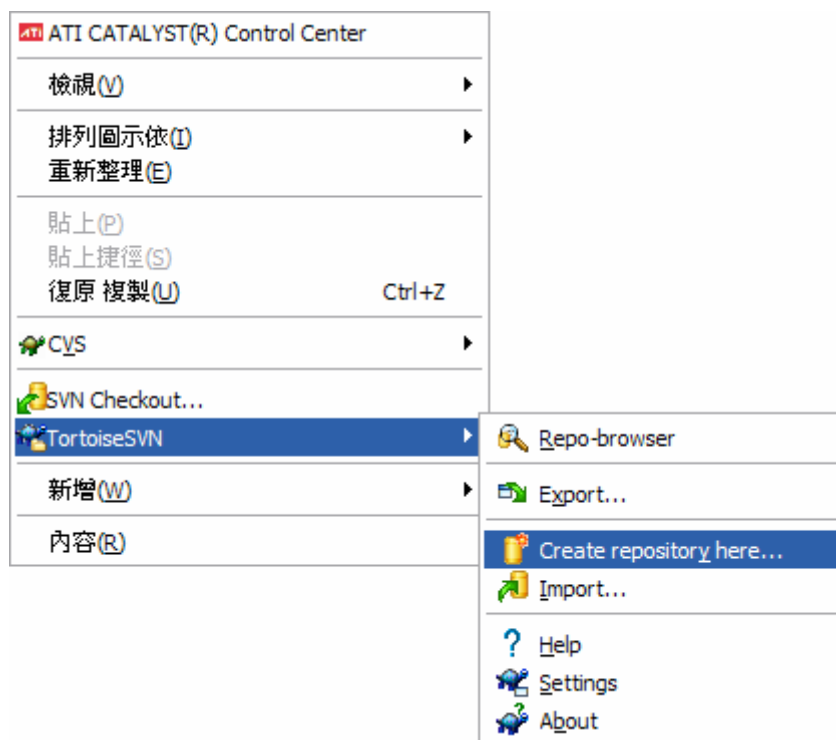 ATI ATI CATALYST(R) Control Center
檢視(V)
排列圖示依(I)
重新整理(E)
貼上(P)
貼上捷徑(S)
復原 複製(U) Ctrl+Z
CVS
SVN Checkout...
TortoiseSVN
新增(W)
內容(R)
Repo-browser
Export...
Create repository here...
Import...
? Help
Settings
About